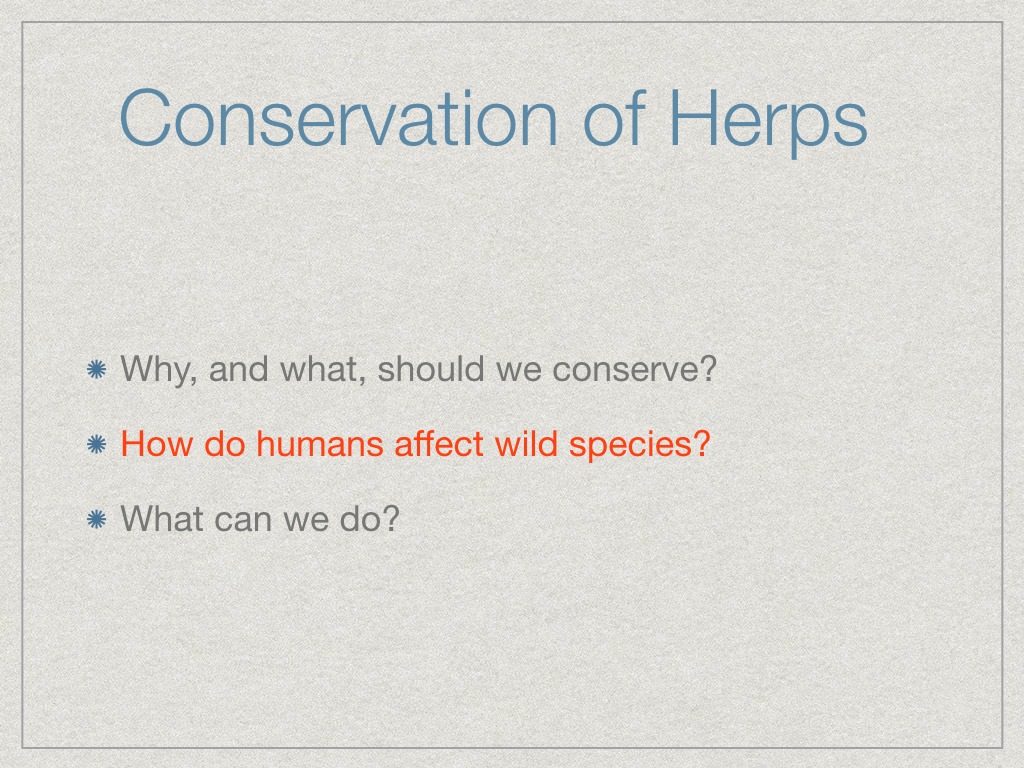 Conservation of Herps
Why, and what, should we conserve?
How do humans affect wild species?
What can we do?